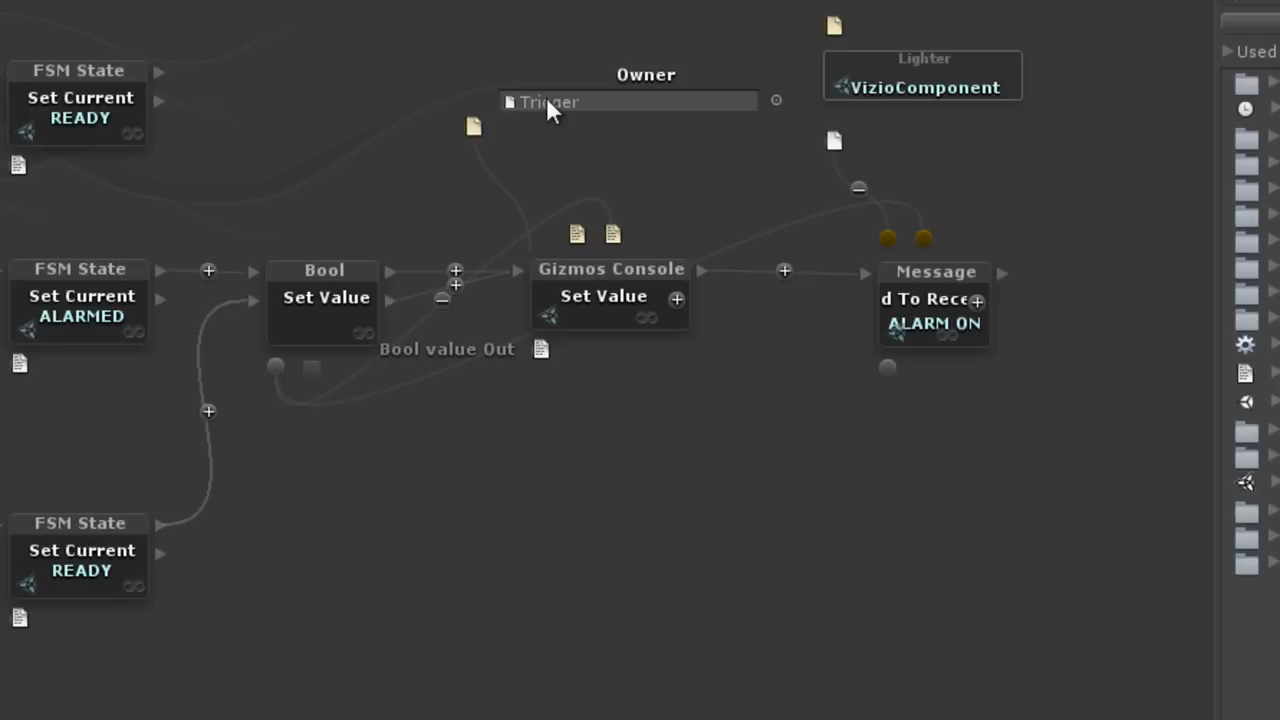 Lighter
VizioComponent
Owner
Trigger
Used
FSM State
Set Current
READY
FSM State
Set Current
ALARMED
Bool
Set Value
Bool value Out
Gizmos Console
Set Value
Message
d To Rece
ALARM ON
FSM State
Set Current
READY